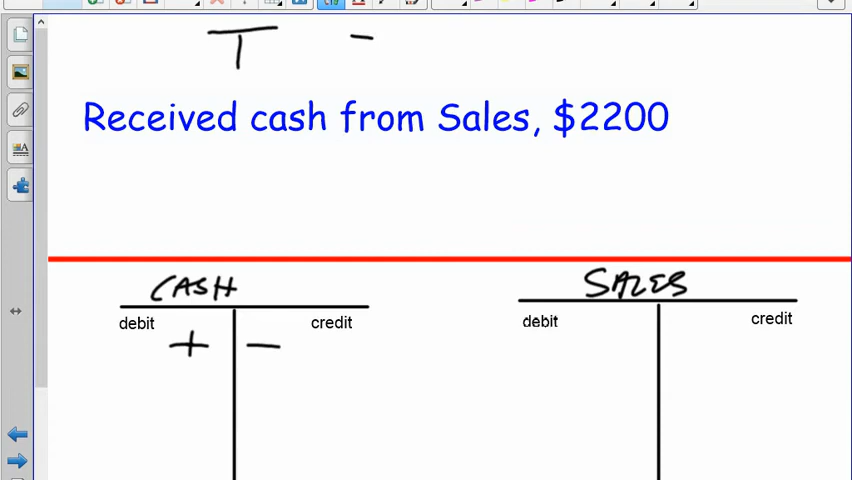 T -
Received cash from Sales, $2200
CASH
SALES
debit credit
debit credit
+ -